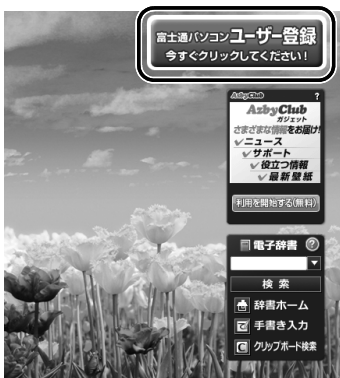 富士通パソコンユーザー登録
今すぐクリックしてください!
AzbyClub ?
AzbyClub
ガジェット
さまざまな情報をお届け!
ニュース
サポート
役立つ情報
最新壁紙
利用を開始する(無料)
電子辞書 ?
検 索
辞書ホーム
手書き入力
C クリップボード検索